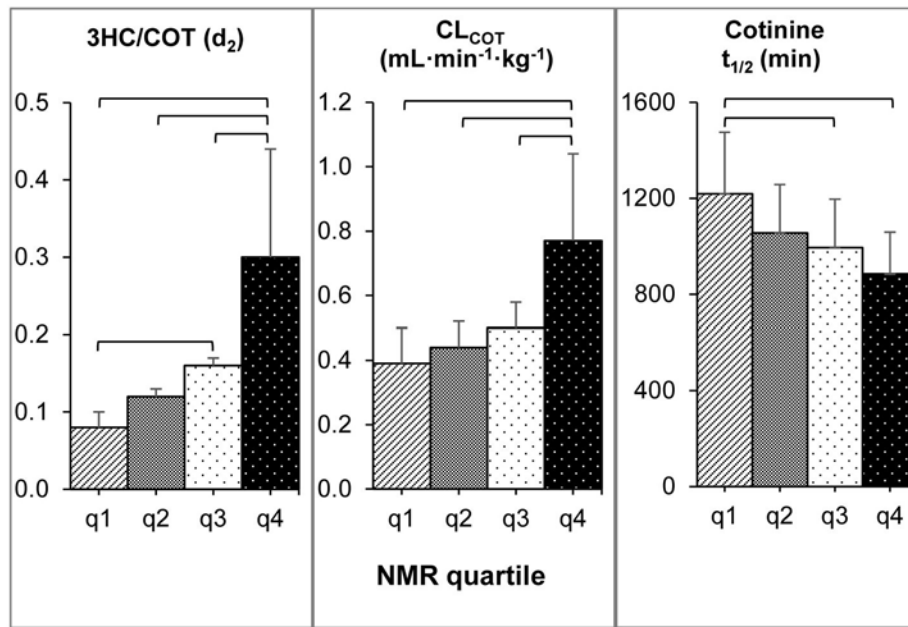 3HC/COT (d₂)
0.5
0.4
0.3
0.2
0.1
0.0
q1 q2 q3 q4
CL_COT
(mL·min⁻¹·kg⁻¹)
1.2
1.0
0.8
0.6
0.4
0.2
0.0
q1 q2 q3 q4
Cotinine
t₁/₂ (min)
1600
1200
800
400
0
q1 q2 q3 q4
NMR quartile